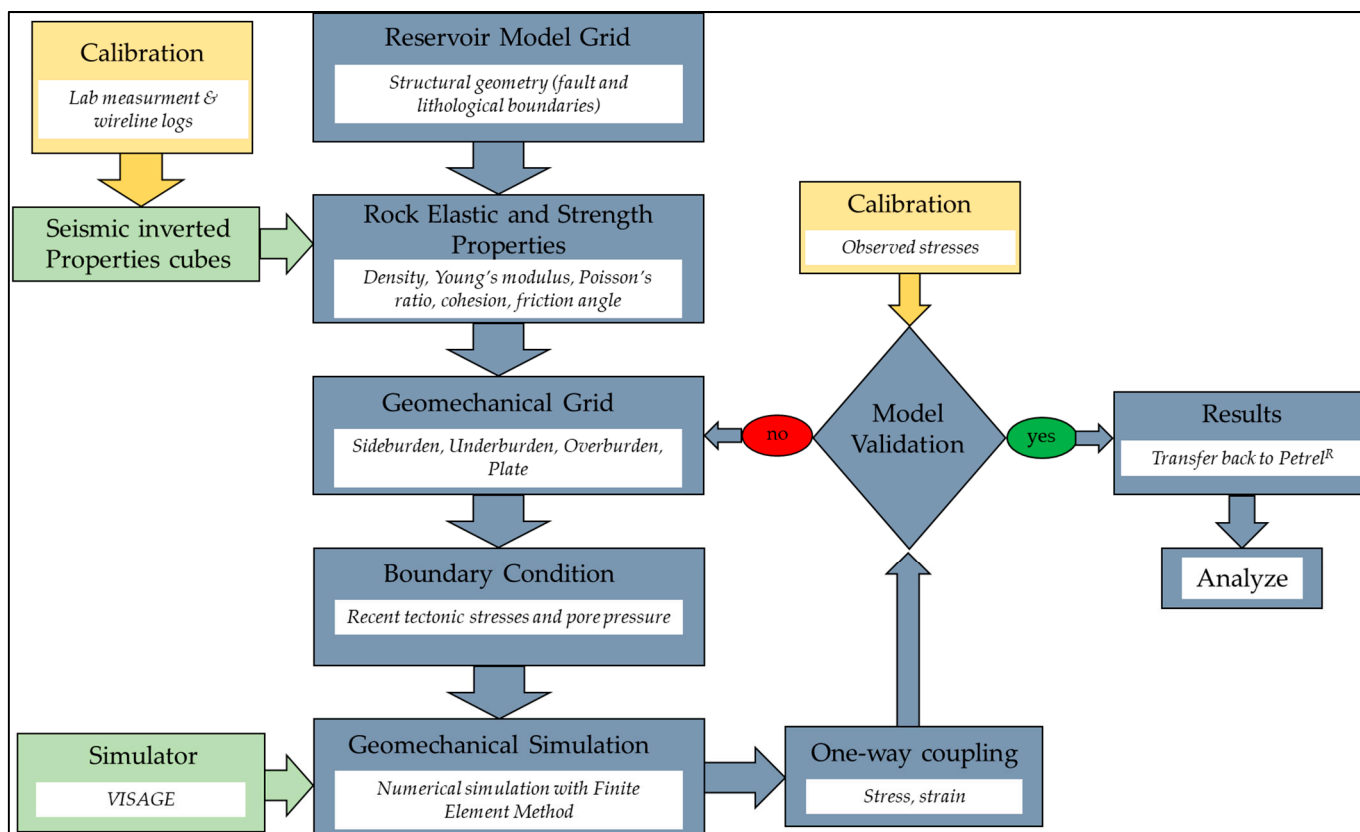 Calibration
Lab measurment &
wireline logs
Reservoir Model Grid
Structural geometry (fault and
lithological boundaries)
Seismic inverted
Properties cubes
Rock Elastic and Strength
Properties
Density, Young's modulus, Poisson's
ratio, cohesion, friction angle
Calibration
Observed stresses
Geomechanical Grid
Sideburden, Underburden, Overburden,
Plate
no
Model
Validation
yes
Results
Transfer back to Petrel^R
Analyze
Boundary Condition
Recent tectonic stresses and pore pressure
Simulator
VISAGE
Geomechanical Simulation
Numerical simulation with Finite
Element Method
One-way coupling
Stress, strain